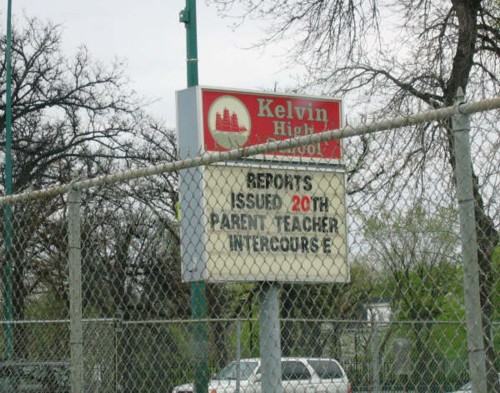 Kelvin
High
School
REPORTS
ISSUED 20TH
PARENT TEACHER
INTERCOURSE